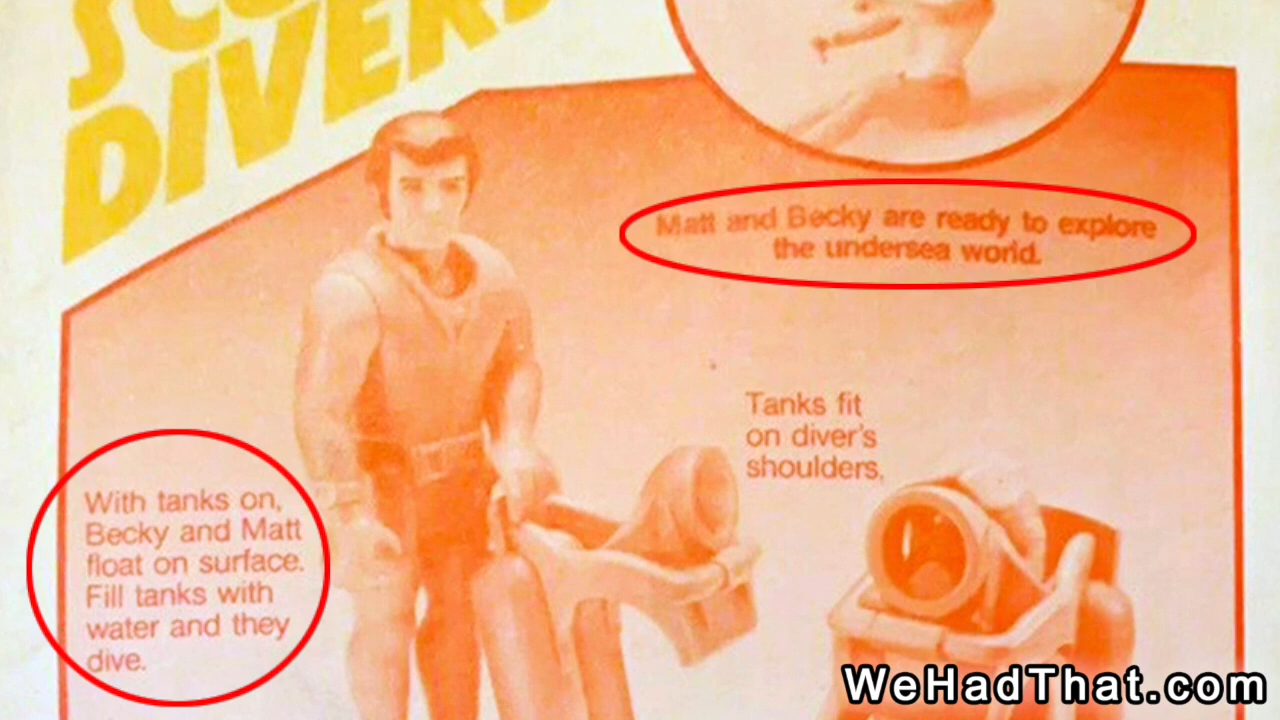 DIVER
Matt and Becky are ready to explore
the undersea world.
Tanks fit
on diver's
shoulders.
With tanks on,
Becky and Matt
float on surface.
Fill tanks with
water and they
dive.
WeHadThat.com